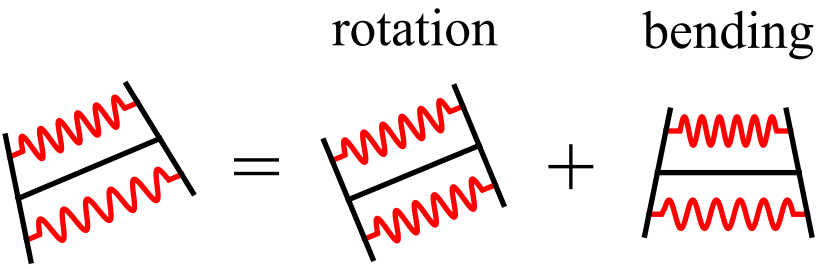 rotation bending
= +